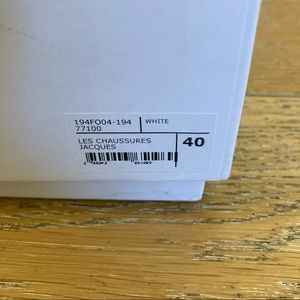 194FO04-194
77100
WHITE
LES CHAUSSURES
JACQUES
40